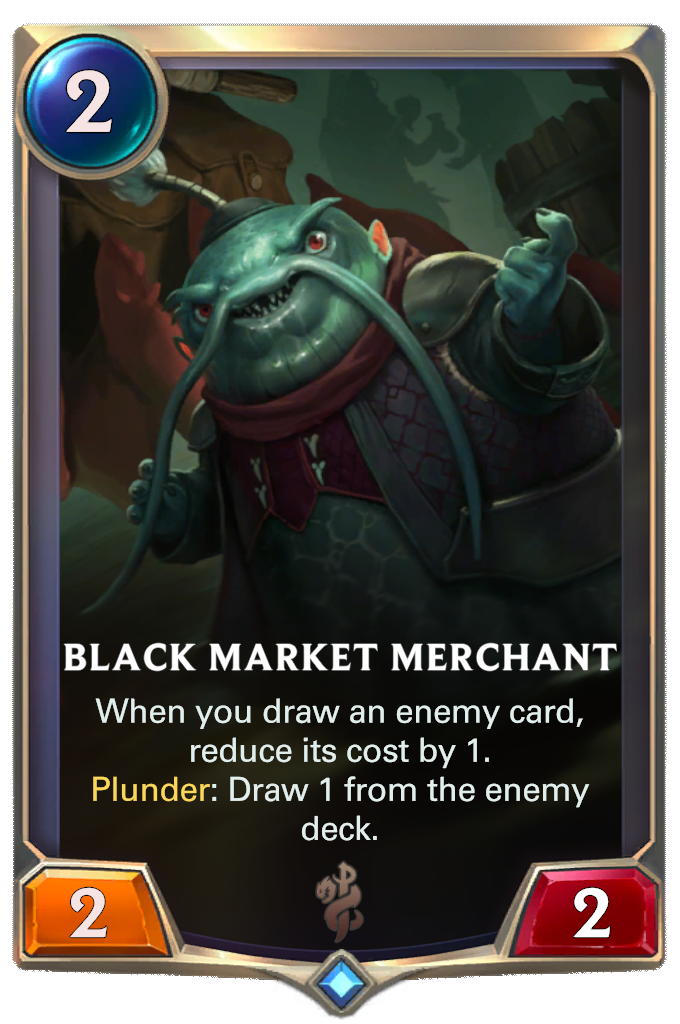 2
BLACK MARKET MERCHANT
When you draw an enemy card,
reduce its cost by 1.
Plunder: Draw 1 from the enemy
deck.
2 2